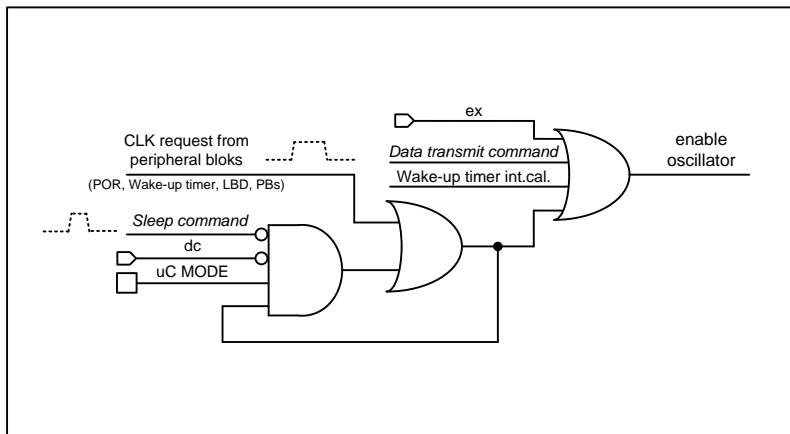 ex
CLK request from
peripheral bloks
(POR, Wake-up timer, LBD, PBs)
Data transmit command
Wake-up timer int.cal.
enable
oscillator
Sleep command
dc
uC MODE